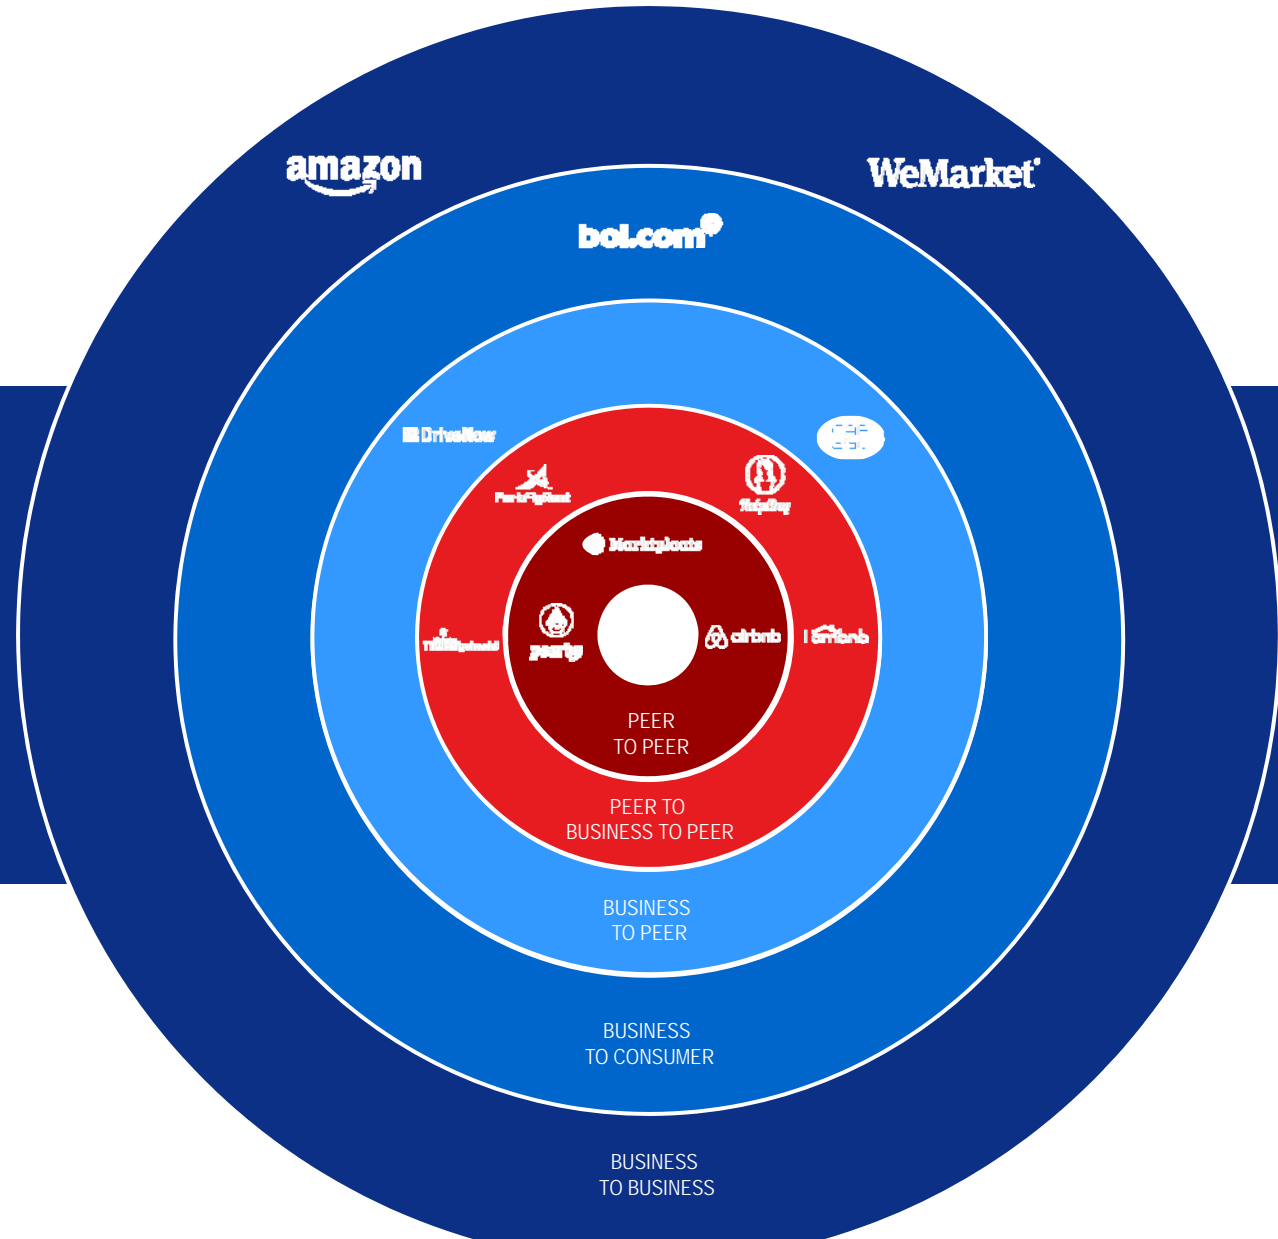 amazon
WeMarket
bol.com
DriveNow
ParkFlyRent
Marktplaats
peerby
airbnb
PEER
TO PEER
PEER TO
BUSINESS TO PEER
BUSINESS
TO PEER
BUSINESS
TO CONSUMER
BUSINESS
TO BUSINESS